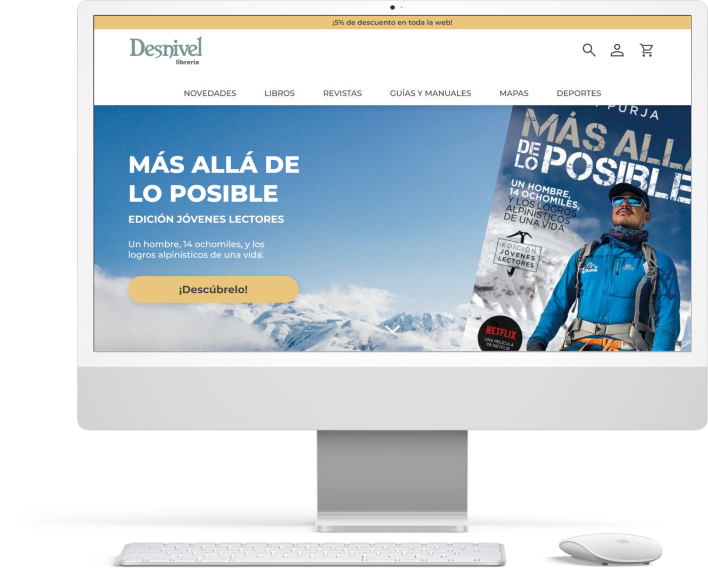 ¡5% de descuento en toda la web!
Desnivel
librería
NOVEDADES LIBROS REVISTAS GUÍAS Y MANUALES MAPAS DEPORTES
MÁS ALLÁ DE
LO POSIBLE
EDICIÓN JÓVENES LECTORES
Un hombre, 14 ochomiles, y los
logros alpinísticos de una vida.
¡Descúbrelo!
PURJA
MÁS ALLÁ
DE LO POSIBLE
UN HOMBRE,
14 OCHOMILES,
Y LOS LOGROS
ALPINÍSTICOS
DE UNA VIDA
EDICIÓN
JÓVENES
LECTORES
NETFLIX
UNA PELÍCULA
DE NETFLIX